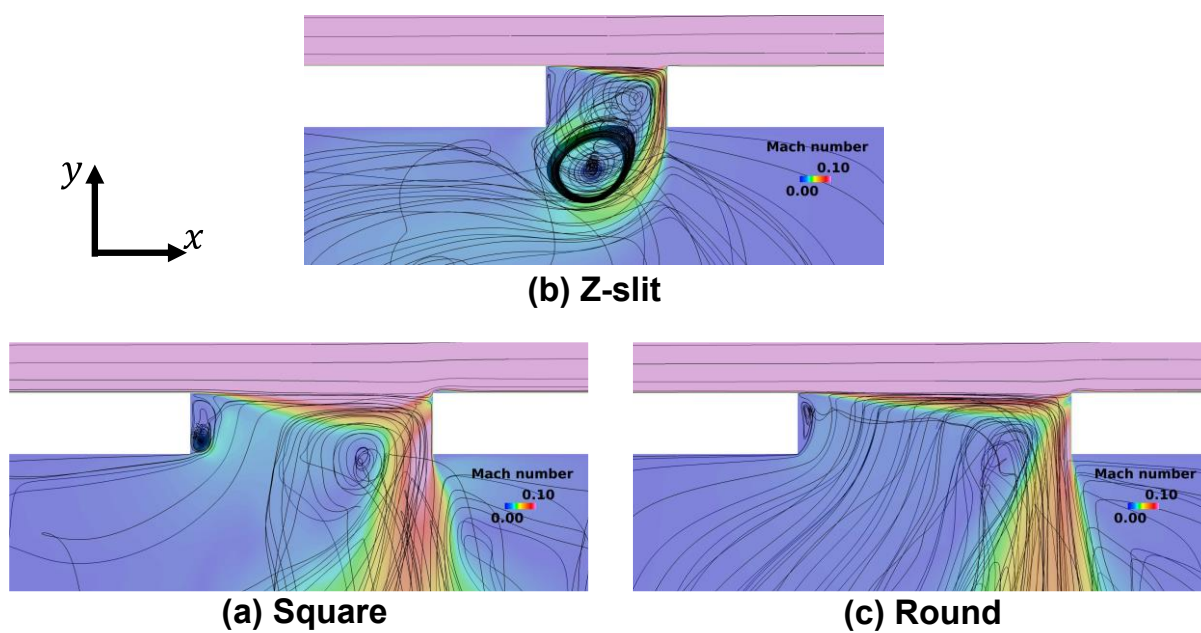 Mach number
0.10
0.00
y
x
(b) Z-slit
Mach number
0.10
0.00
(a) Square
Mach number
0.10
0.00
(c) Round